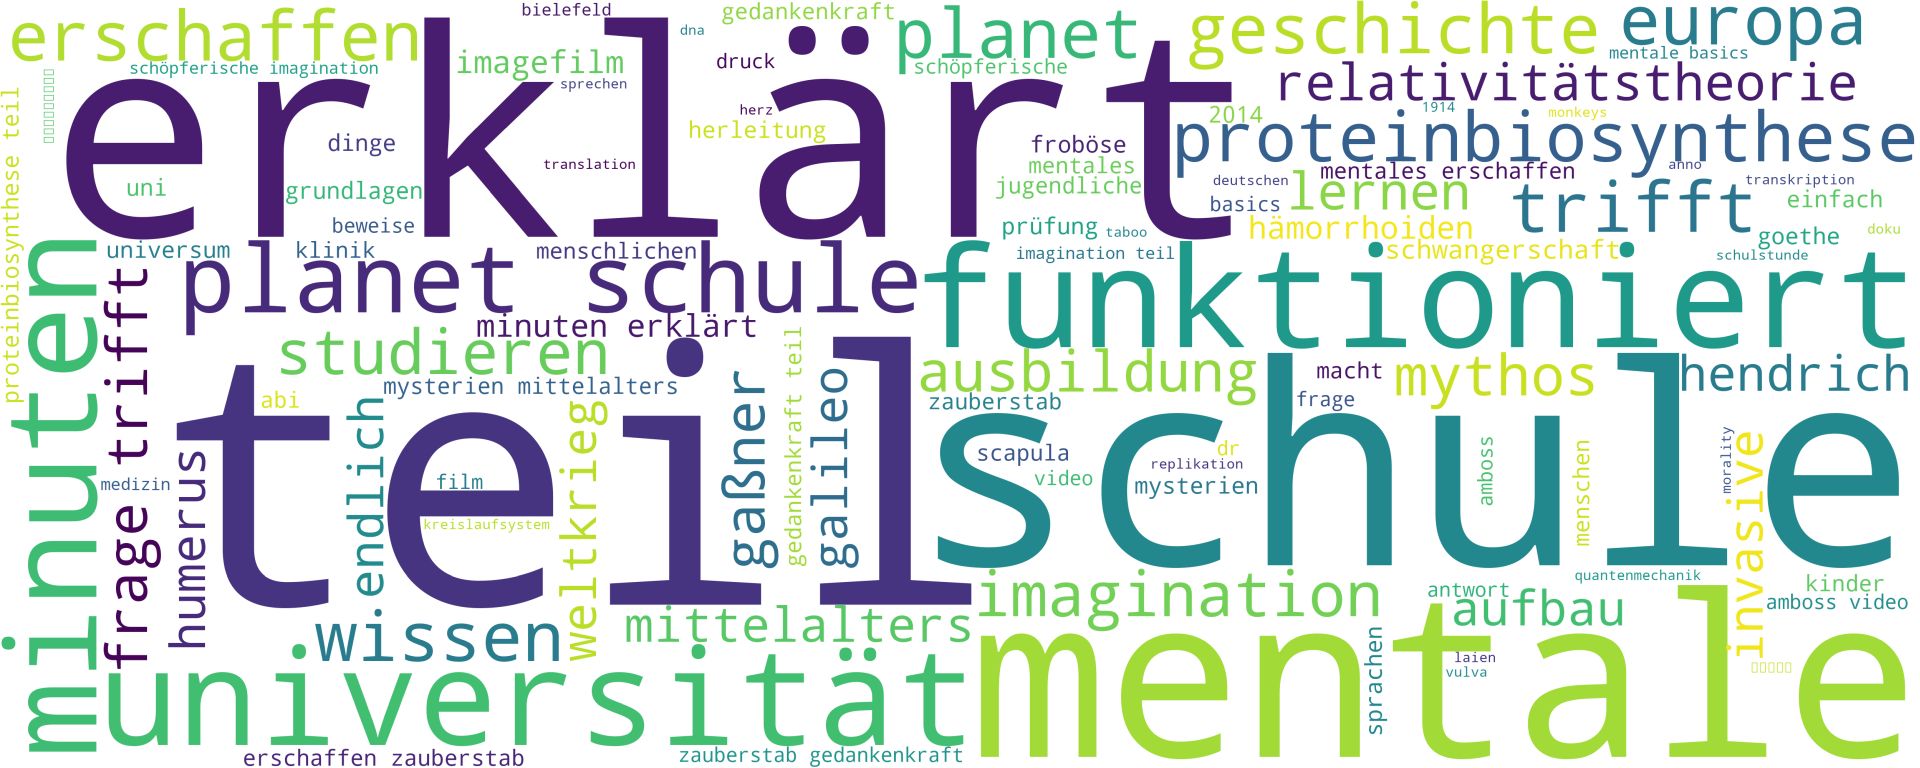 erschaffen
bielefeld
gedankenkraft
dna
planet
geschichte
europa
mentale basics
erklärt
schöpferische imagination
imagefilm
sprechen
druck
schöpferische
relativitätstheorie
herz
herleitung
2014
1914
monkeys
proteinbiosynthese
dinge
translation
froböse
mentales
jugendliche
mentales erschaffen
anno
deutschen
transkription
uni
grundlagen
lernen
trifft
basics
einfach
beweise
prüfung
taboo
hämorrhoiden
goethe
doku
universum
klinik
menschlichen
imagination teil
schwangerschaft
schulstunde
proteinbiosynthese teil
minuten
frage trifft
planet schule
funktioniert
minuten erklärt
studieren
mysterien mittelalters
gedankenkraft teil
ausbildung
macht
mythos
hendrich
abi
zauberstab
frage
teil
schule
humerus
endlich
weltkrieg
gaßner
galileo
scapula
dr
replikation
video
mysterien
amboss
menschen
morality
invasive
medizin
film
kreislaufsystem
imagination
quantenmechanik
antwort
aufbau
kinder
amboss video
wissen
mittelalters
mentale
sprachen
laien
vulva
universität
erschaffen zauberstab
zauberstab gedankenkraft